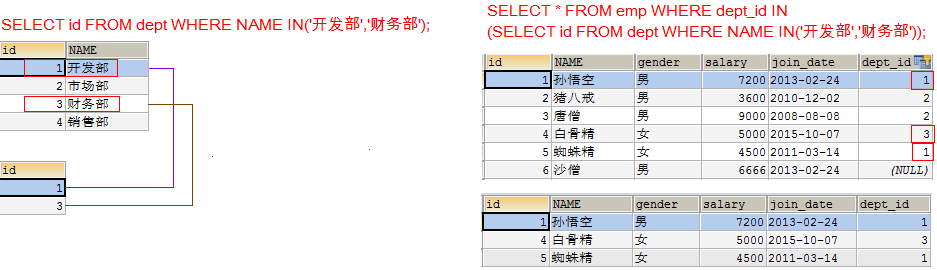 SELECT id FROM dept WHERE NAME IN('开发部','财务部');
id NAME
1 开发部
2 市场部
3 财务部
4 销售部
id
1
3
SELECT * FROM emp WHERE dept_id IN
(SELECT id FROM dept WHERE NAME IN('开发部','财务部'));
id NAME gender salary join_date dept_id
1 孙悟空 男 7200 2013-02-24 1
2 猪八戒 男 3600 2010-12-02 2
3 唐僧 男 9000 2008-08-08 2
4 白骨精 女 5000 2015-10-07 3
5 蜘蛛精 女 4500 2011-03-14 1
6 沙僧 男 6666 2013-02-24 (NULL)
id NAME gender salary join_date dept_id
1 孙悟空 男 7200 2013-02-24 1
4 白骨精 女 5000 2015-10-07 3
5 蜘蛛精 女 4500 2011-03-14 1